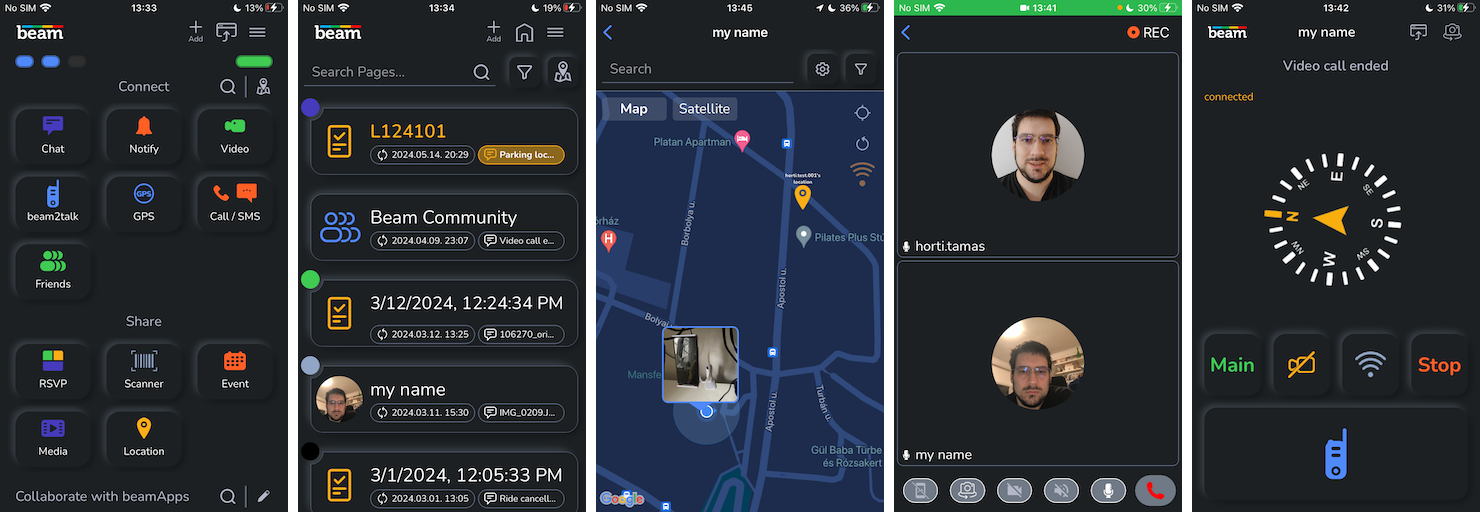 No SIM 13:33 13%
beam Add
Connect
Chat Notify Video
GPS
beam2talk GPS Call / SMS
Friends
Share
RSVP Scanner Event
Media Location
Collaborate with beamApps
No SIM 13:34 19%
beam Add
Search Pages...
L124101
2024.05.14. 20:29 Parking loc...
Beam Community
2024.04.09. 23:07 Video call e...
3/12/2024, 12:24:34 PM
2024.03.12. 13:25 106270_ori...
my name
2024.03.11. 15:30 IMG_0209.J...
3/1/2024, 12:05:33 PM
2024.03.01. 13:05 Ride cancell...
No SIM 13:45 36%
my name
Search
Map Satellite
Platan Apartman
horti.test.001's
location
órház
H
Borbolya u.
Pilates Plus Stú
Apostol u.
Bolyai
Mansfe
Apostol u.
Turbán u.
Gül Baba Türbe
és Rózsakert
Google
No SIM 13:41 30%
REC
horti.tamas
my name
No SIM 13:42 31%
beam my name
Video call ended
connected
N NE E SE S SW W NW
Main Stop